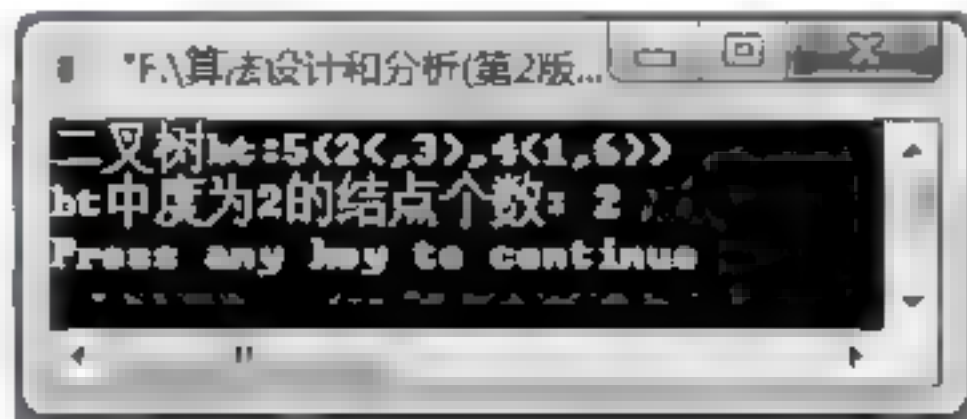 "F:\算法设计和分析(第2版...
二叉树bt:5(2(,3),4(1,6))
bt中度为2的结点个数: 2
Press any key to continue